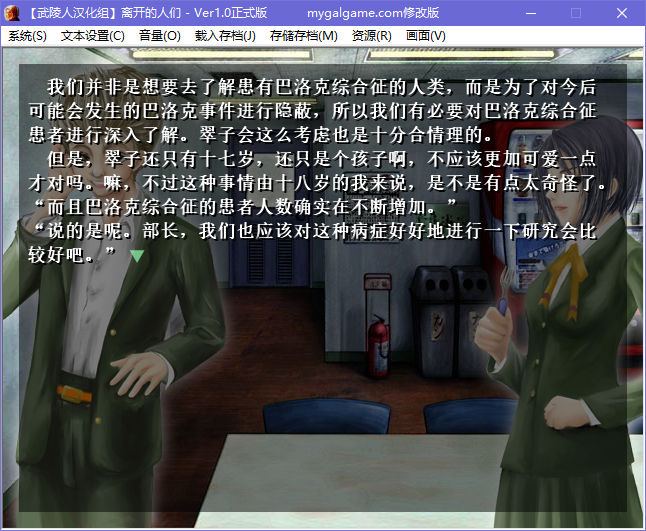 【武陵人汉化组】离开的人们 - Ver1.0正式版 mygalgame.com修改版
系统(S) 文本设置(C) 音量(O) 载入存档(J) 存储存档(M) 资源(R) 画面(V)
我们并非是想要去了解患有巴洛克综合征的人类，而是为了对今后
可能会发生的巴洛克事件进行隐蔽，所以我们有必要对巴洛克综合征
患者进行深入了解。翠子会这么考虑也是十分合情理的。
但是，翠子还只有十七岁，还只是个孩子啊，不应该更加可爱一点
才对吗。嘛，不过这种事情由十八岁的我来说，是不是有点太奇怪了。
“而且巴洛克综合征的患者人数确实在不断增加。”
“说的是呢。部长，我们也应该对这种病症好好地进行一下研究会比
较好吧。”